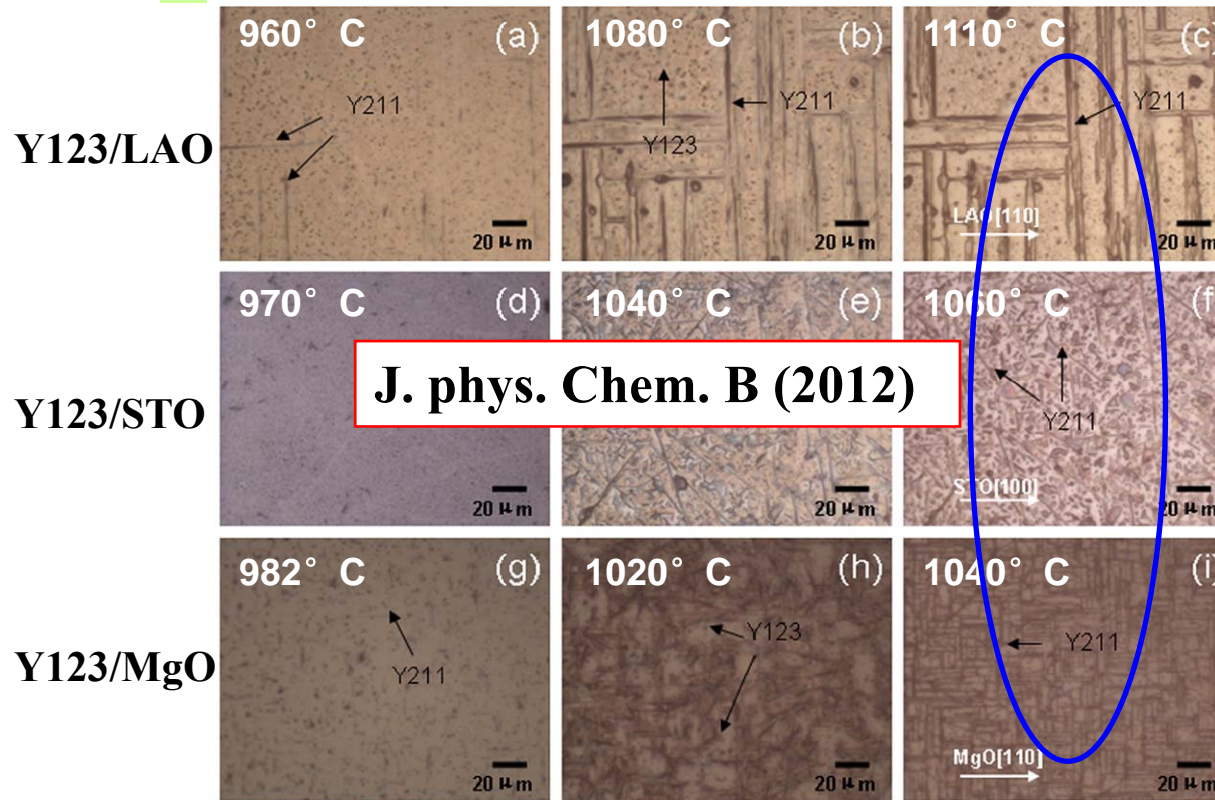 960° C (a)
1080° C (b)
1110° C (c)
Y211
Y211
Y211
Y123
Y123/LAO
LAO[110]
20 μm
20 μm
20 μm
970° C (d)
1040° C (e)
1060° C (f
J. phys. Chem. B (2012)
Y123/STO
Y211
STO[100]
20 μm
20 μm
20 μm
982° C (g)
1020° C (h)
1040° C (i)
Y123
Y211
Y123/MgO
Y211
MgO[110]
20 μm
20 μm
20 μm